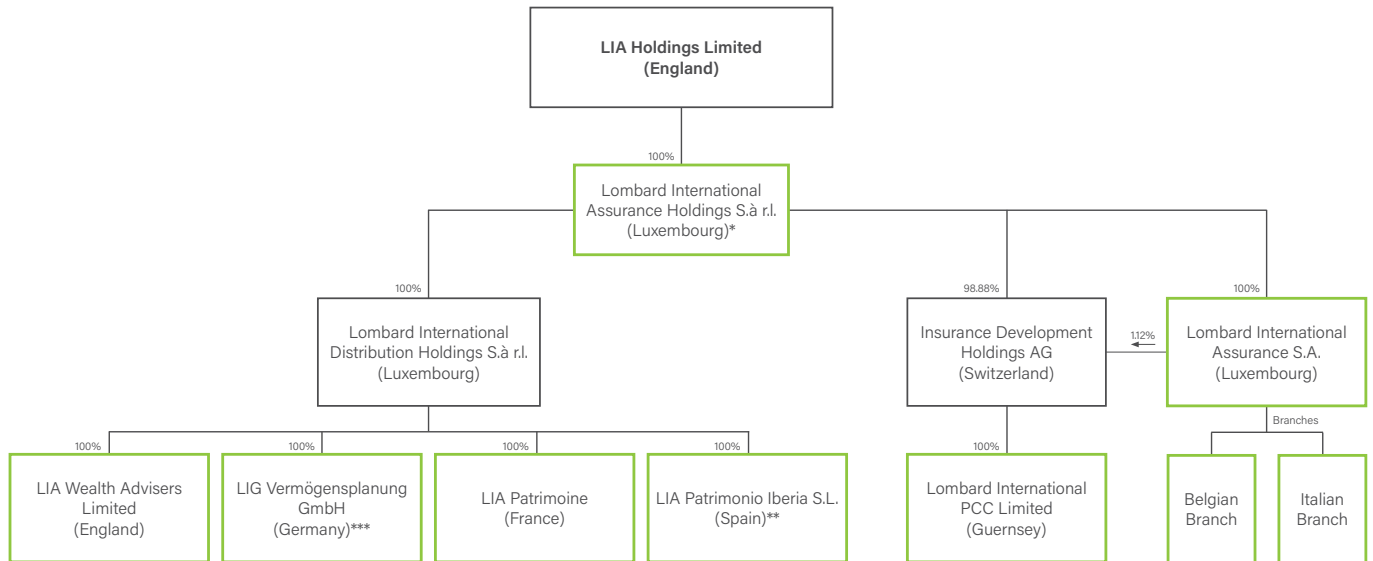 LIA Holdings Limited
(England)
100%
Lombard International
Assurance Holdings S.à r.l.
(Luxembourg)*
100%
98.88%
100%
Lombard International
Distribution Holdings S.à r.l.
(Luxembourg)
Insurance Development
Holdings AG
(Switzerland)
1.12%
Lombard International
Assurance S.A.
(Luxembourg)
Branches
100%
100%
100%
100%
100%
LIA Wealth Advisers
Limited
(England)
LIG Vermögensplanung
GmbH
(Germany)***
LIA Patrimoine
(France)
LIA Patrimonio Iberia S.L.
(Spain)**
Lombard International
PCC Limited
(Guernsey)
Belgian
Branch
Italian
Branch